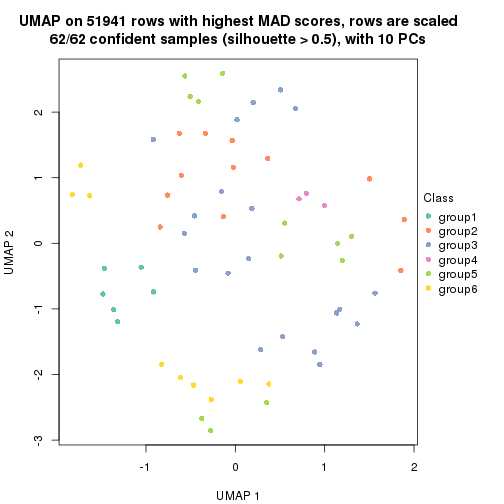 UMAP on 51941 rows with highest MAD scores, rows are scaled
62/62 confident samples (silhouette > 0.5), with 10 PCs
2
1
0
-1
-2
-3
UMAP 2
-1
0
1
2
UMAP 1
Class
group1
group2
group3
group4
group5
group6